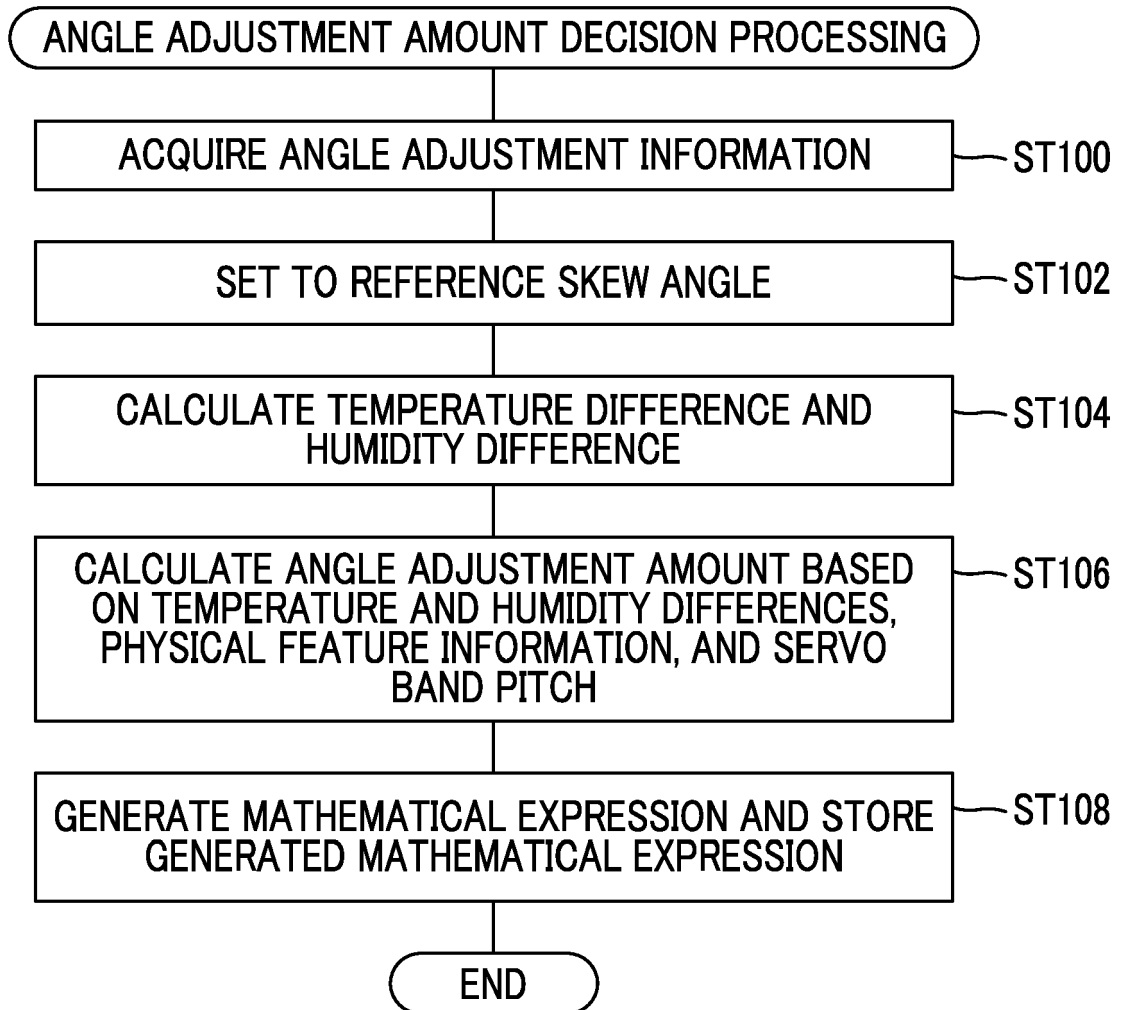 ANGLE ADJUSTMENT AMOUNT DECISION PROCESSING
ACQUIRE ANGLE ADJUSTMENT INFORMATION
ST100
SET TO REFERENCE SKEW ANGLE
ST102
CALCULATE TEMPERATURE DIFFERENCE AND
HUMIDITY DIFFERENCE
ST104
CALCULATE ANGLE ADJUSTMENT AMOUNT BASED
ON TEMPERATURE AND HUMIDITY DIFFERENCES,
PHYSICAL FEATURE INFORMATION, AND SERVO
BAND PITCH
ST106
GENERATE MATHEMATICAL EXPRESSION AND STORE
GENERATED MATHEMATICAL EXPRESSION
ST108
END